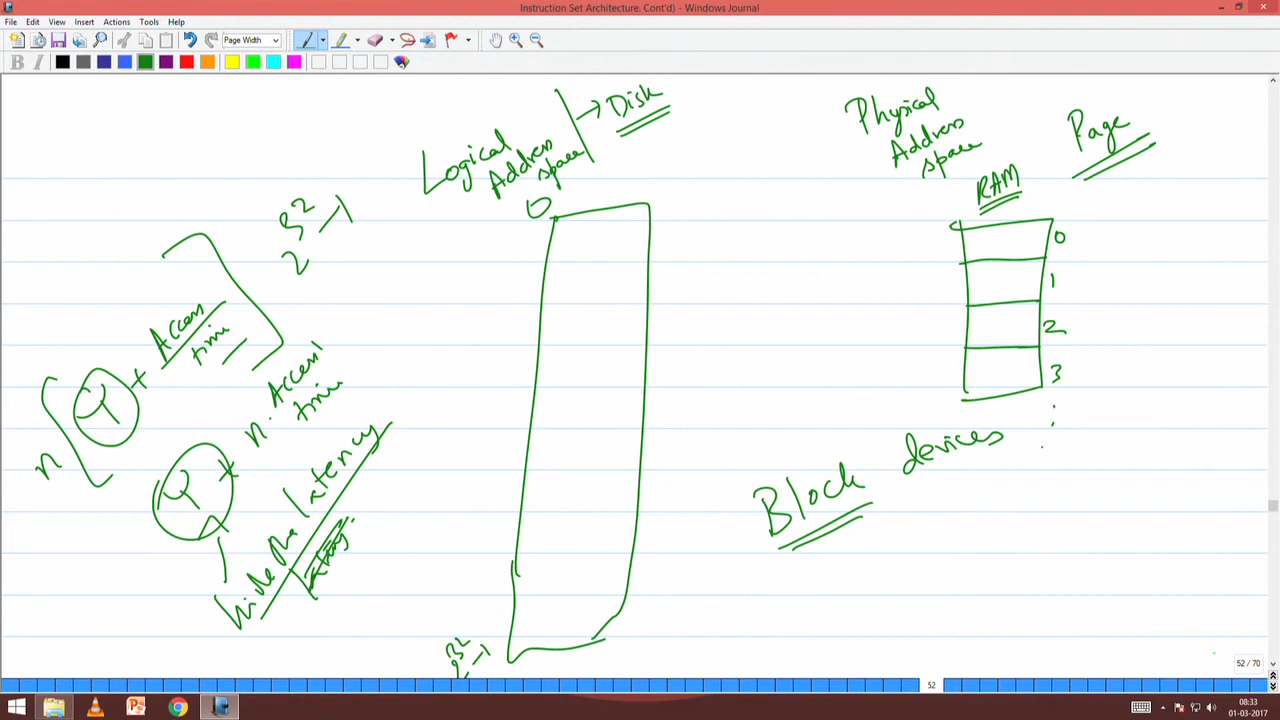 Instruction Set Architecture. Cont'd) - Windows Journal
File Edit View Insert Actions Tools Help
Page Width
B I
Logical
Address
space
→ Disk
Physical
Address
space
RAM
Page
0
2^32 -1
2^32 -1
0
1
2
3
Block devices
n [ φ + Access
time ]
φ + n. Access
time
hide the latency
52 / 70
52
08:33
01-03-2017